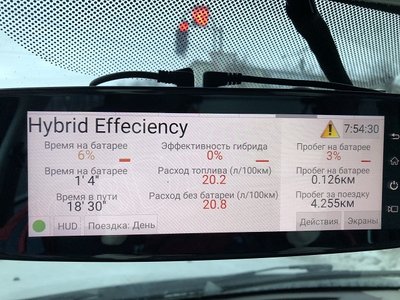 Hybrid Effeciency
7:54:30
Время на батарее
Эффективность гибрида
Пробег на батарее
6%
0%
3%
Время на батарее
Расход топлива (л/100км)
Пробег на батарее
1' 4"
20.2
0.126км
Время в пути
Расход без батареи (л/100км)
Пробег за поездку
18' 30"
20.8
4.255км
HUD
Поездка: День
Действия
Экраны